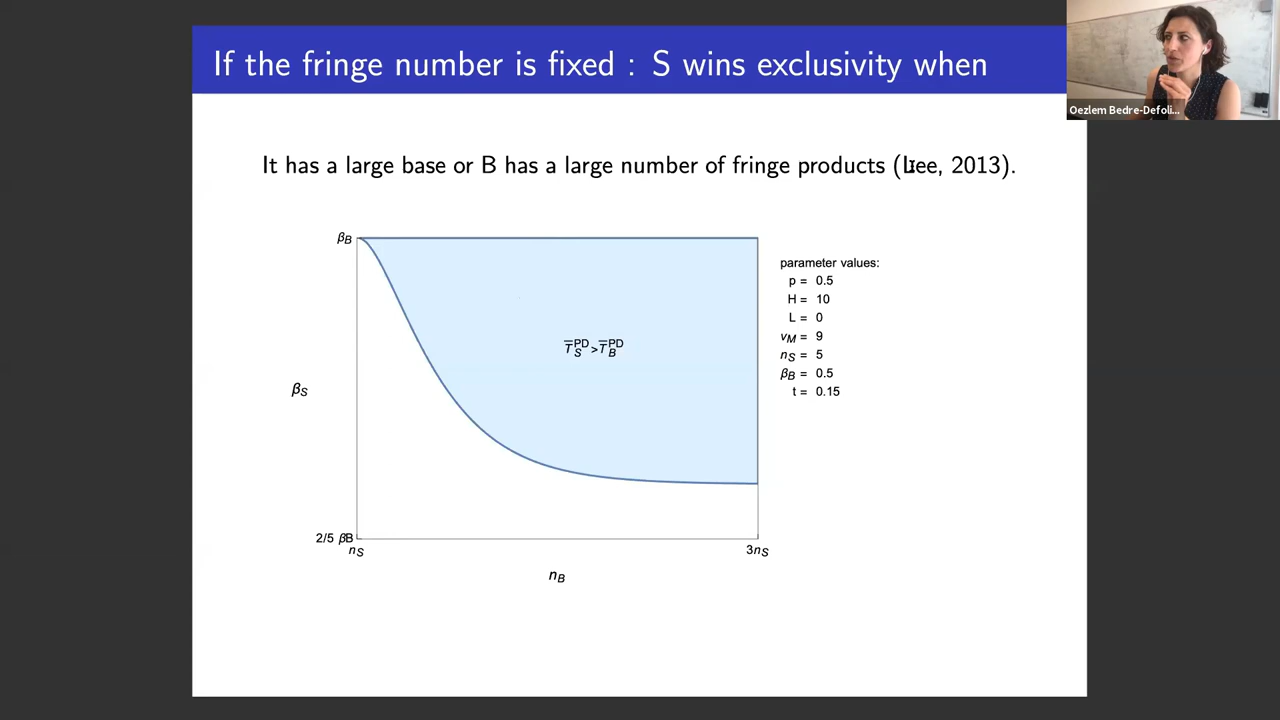 If the fringe number is fixed : S wins exclusivity when
Oezlem Bedre-Defoli...
It has a large base or B has a large number of fringe products (Lee, 2013).
βB
parameter values:
p = 0.5
H = 10
L = 0
vM = 9
nS = 5
βB = 0.5
t = 0.15
T̅S^PD > T̅B^PD
βS
2/5 βB
nS
3nS
nB